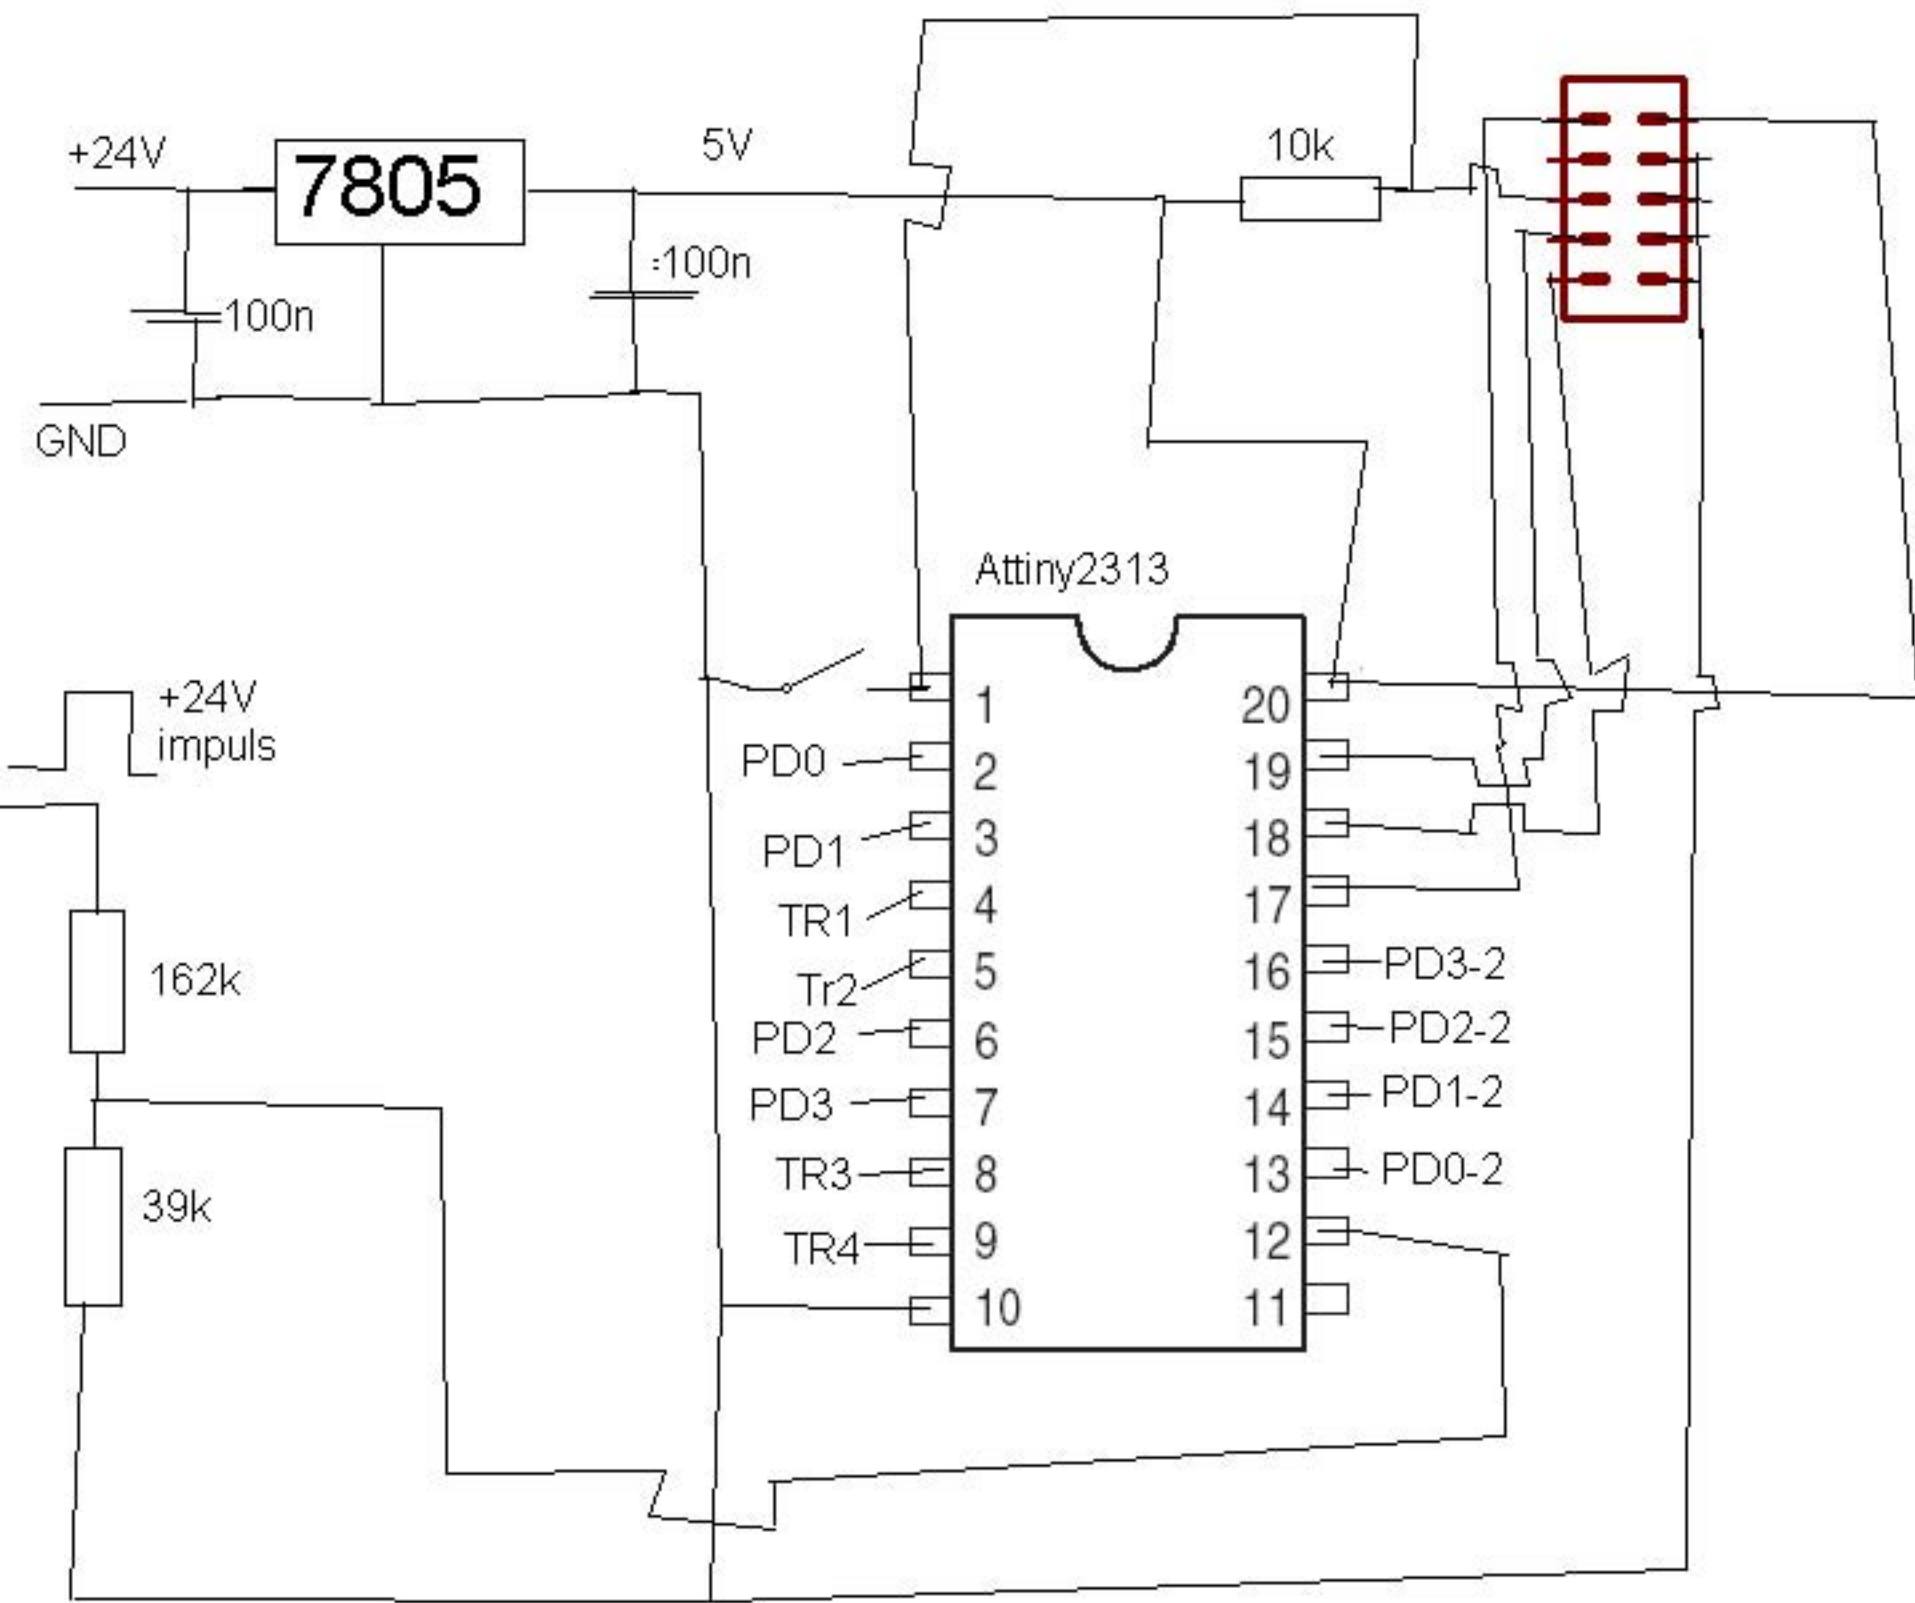 +24V
7805
5V
10k
:100n
100n
GND
Attiny2313
+24V
impuls
162k
39k
PD0
PD1
TR1
Tr2
PD2
PD3
TR3
TR4
1
2
3
4
5
6
7
8
9
10
20
19
18
17
16
15
14
13
12
11
PD3-2
PD2-2
PD1-2
PD0-2